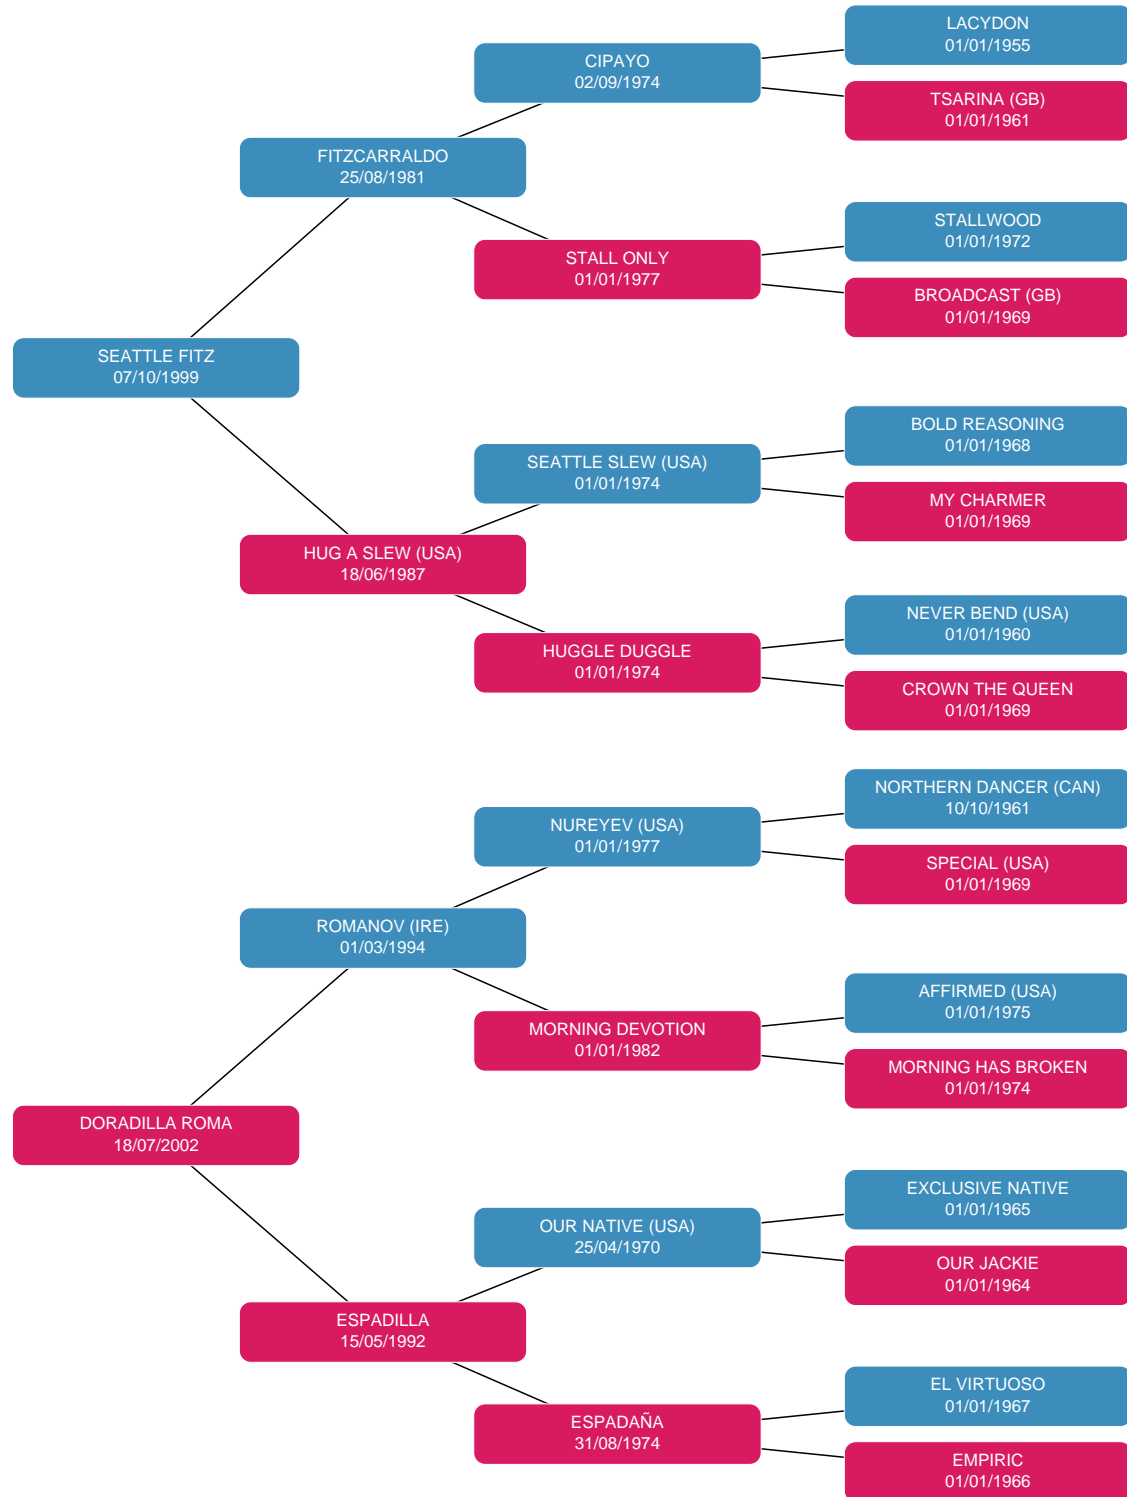 LACYDON
01/01/1955
CIPAYO
02/09/1974
TSARINA (GB)
01/01/1961
FITZCARRALDO
25/08/1981
STALLWOOD
01/01/1972
STALL ONLY
01/01/1977
BROADCAST (GB)
01/01/1969
SEATTLE FITZ
07/10/1999
BOLD REASONING
01/01/1968
SEATTLE SLEW (USA)
01/01/1974
MY CHARMER
01/01/1969
HUG A SLEW (USA)
18/06/1987
NEVER BEND (USA)
01/01/1960
HUGGLE DUGGLE
01/01/1974
CROWN THE QUEEN
01/01/1969
NORTHERN DANCER (CAN)
10/10/1961
NUREYEV (USA)
01/01/1977
SPECIAL (USA)
01/01/1969
ROMANOV (IRE)
01/03/1994
AFFIRMED (USA)
01/01/1975
MORNING DEVOTION
01/01/1982
MORNING HAS BROKEN
01/01/1974
DORADILLA ROMA
18/07/2002
EXCLUSIVE NATIVE
01/01/1965
OUR NATIVE (USA)
25/04/1970
OUR JACKIE
01/01/1964
ESPADILLA
15/05/1992
EL VIRTUOSO
01/01/1967
ESPADAÑA
31/08/1974
EMPIRIC
01/01/1966